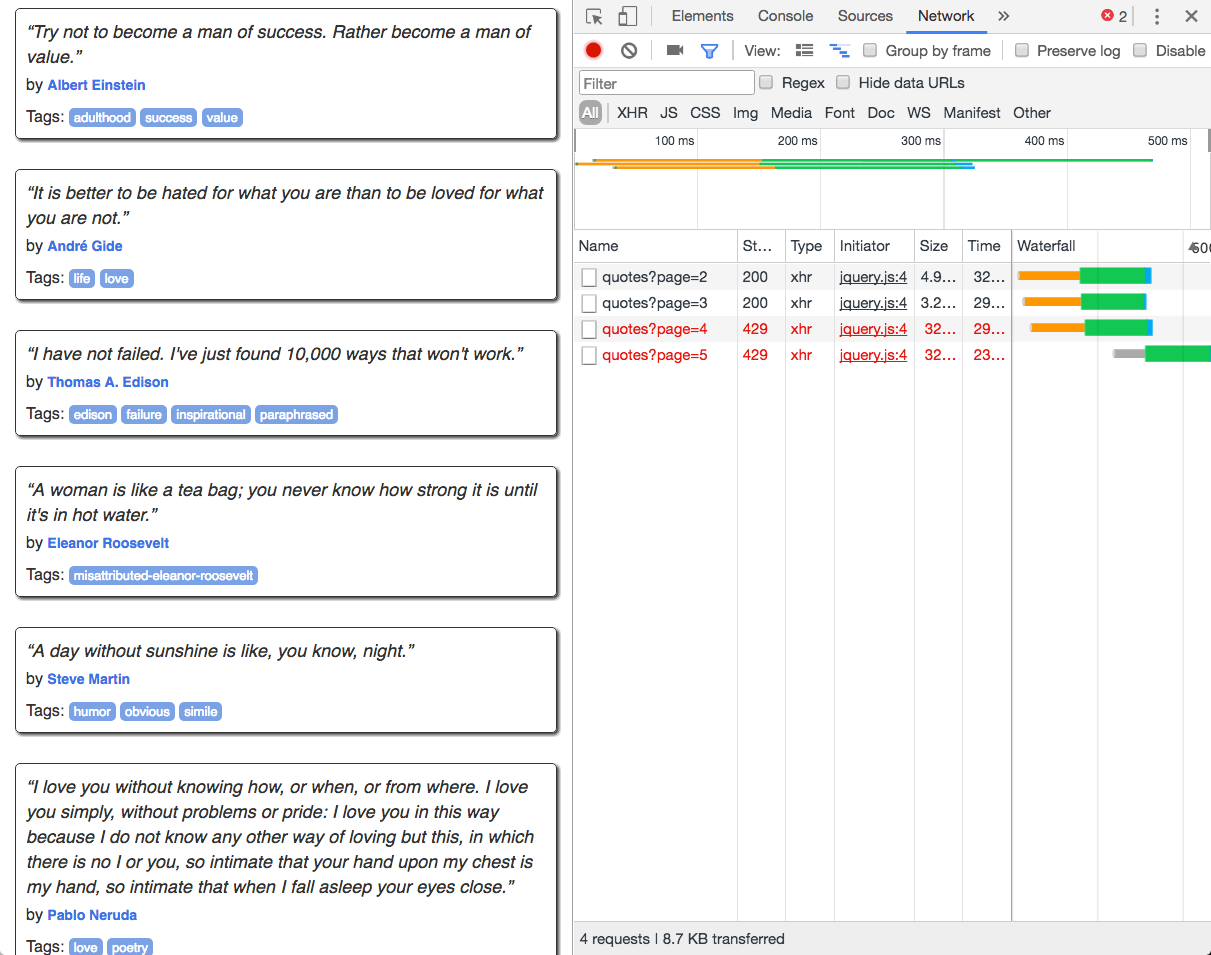 “Try not to become a man of success. Rather become a man of
value.”
by Albert Einstein
Tags: adulthood success value
“It is better to be hated for what you are than to be loved for what
you are not.”
by André Gide
Tags: life love
“I have not failed. I've just found 10,000 ways that won't work.”
by Thomas A. Edison
Tags: edison failure inspirational paraphrased
“A woman is like a tea bag; you never know how strong it is until
it's in hot water.”
by Eleanor Roosevelt
Tags: misattributed-eleanor-roosevelt
“A day without sunshine is like, you know, night.”
by Steve Martin
Tags: humor obvious simile
“I love you without knowing how, or when, or from where. I love
you simply, without problems or pride: I love you in this way
because I do not know any other way of loving but this, in which
there is no I or you, so intimate that your hand upon my chest is
my hand, so intimate that when I fall asleep your eyes close.”
by Pablo Neruda
Tags: love poetry
Elements Console Sources Network 2
View: Group by frame Preserve log Disable
Filter Regex Hide data URLs
All XHR JS CSS Img Media Font Doc WS Manifest Other
100 ms 200 ms 300 ms 400 ms 500 ms
Name St... Type Initiator Size Time Waterfall
quotes?page=2 200 xhr jquery.js:4 4.9... 32...
quotes?page=3 200 xhr jquery.js:4 3.2... 29...
quotes?page=4 429 xhr jquery.js:4 32... 29...
quotes?page=5 429 xhr jquery.js:4 32... 23...
4 requests | 8.7 KB transferred